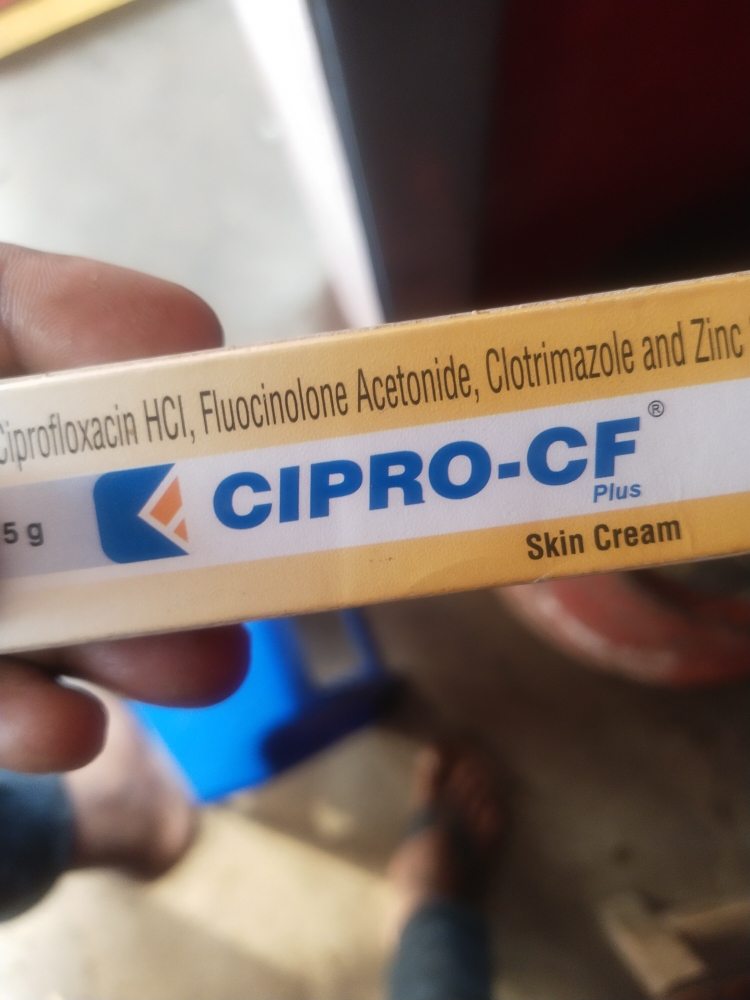 Ciprofloxacin HCl, Fluocinolone Acetonide, Clotrimazole and Zinc
CIPRO-CF®
Plus
5 g
Skin Cream